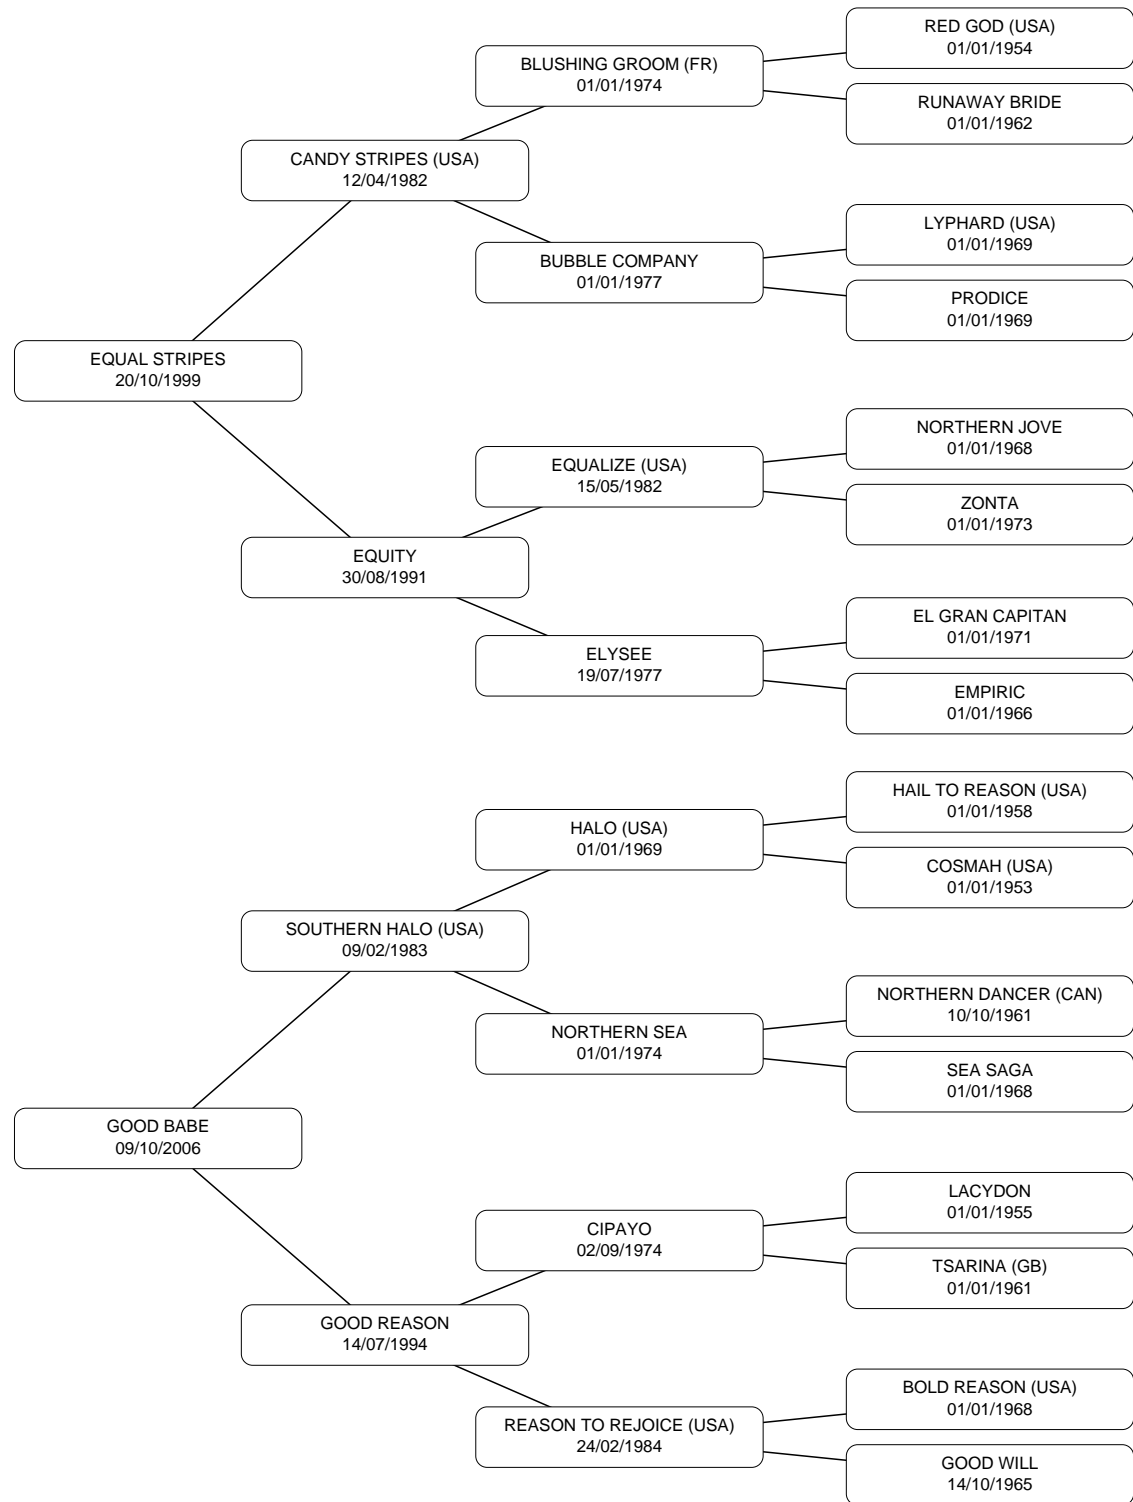 RED GOD (USA)
01/01/1954
BLUSHING GROOM (FR)
01/01/1974
RUNAWAY BRIDE
01/01/1962
CANDY STRIPES (USA)
12/04/1982
LYPHARD (USA)
01/01/1969
BUBBLE COMPANY
01/01/1977
PRODICE
01/01/1969
EQUAL STRIPES
20/10/1999
NORTHERN JOVE
01/01/1968
EQUALIZE (USA)
15/05/1982
ZONTA
01/01/1973
EQUITY
30/08/1991
EL GRAN CAPITAN
01/01/1971
ELYSEE
19/07/1977
EMPIRIC
01/01/1966
HAIL TO REASON (USA)
01/01/1958
HALO (USA)
01/01/1969
COSMAH (USA)
01/01/1953
SOUTHERN HALO (USA)
09/02/1983
NORTHERN DANCER (CAN)
10/10/1961
NORTHERN SEA
01/01/1974
SEA SAGA
01/01/1968
GOOD BABE
09/10/2006
LACYDON
01/01/1955
CIPAYO
02/09/1974
TSARINA (GB)
01/01/1961
GOOD REASON
14/07/1994
BOLD REASON (USA)
01/01/1968
REASON TO REJOICE (USA)
24/02/1984
GOOD WILL
14/10/1965